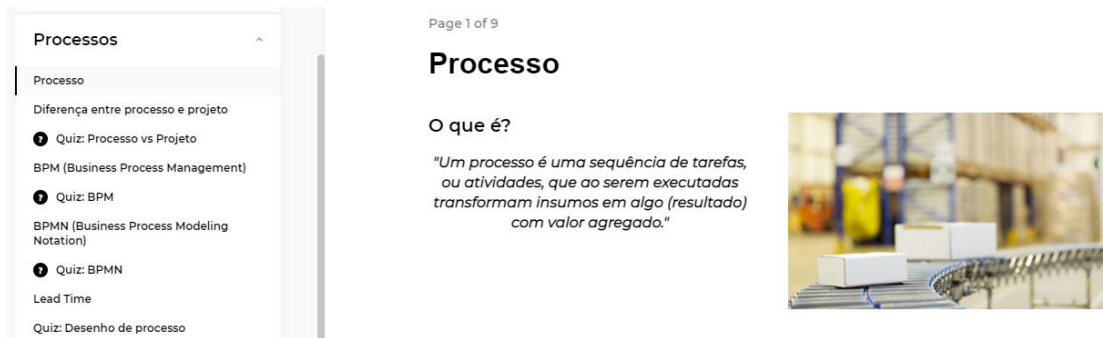 Processos
Processo
Diferença entre processo e projeto
Quiz: Processo vs Projeto
BPM (Business Process Management)
Quiz: BPM
BPMN (Business Process Modeling
Notation)
Quiz: BPMN
Lead Time
Quiz: Desenho de processo
Page 1 of 9
Processo
O que é?
"Um processo é uma sequência de tarefas,
ou atividades, que ao serem executadas
transformam insumos em algo (resultado)
com valor agregado."